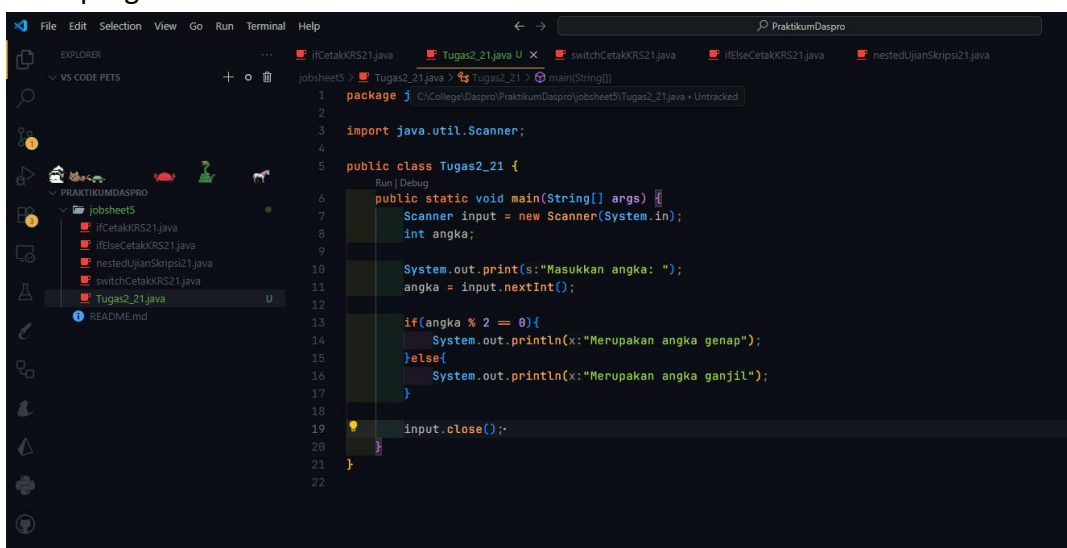 File Edit Selection View Go Run Terminal Help
PraktikumDaspro
EXPLORER
VS CODE PETS
PRAKTIKUMDASPRO
jobsheet5
ifCetakKRS21.java
ifElseCetakKRS21.java
nestedUjianSkripsi21.java
switchCetakKRS21.java
Tugas2_21.java U
README.md
1
3
ifCetakKRS21.java Tugas2_21.java U switchCetakKRS21.java ifElseCetakKRS21.java nestedUjianSkripsi21.java
jobsheet5 > Tugas2_21.java > Tugas2_21 > main(String[])
1 package j C:\College\Daspro\PraktikumDaspro\jobsheet5\Tugas2_21.java • Untracked
2
3 import java.util.Scanner;
4
5 public class Tugas2_21 {
Run | Debug
6 public static void main(String[] args) {
7 Scanner input = new Scanner(System.in);
8 int angka;
9
10 System.out.print(s:"Masukkan angka: ");
11 angka = input.nextInt();
12
13 if(angka % 2 == 0){
14 System.out.println(x:"Merupakan angka genap");
15 }else{
16 System.out.println(x:"Merupakan angka ganjil");
17 }
18
19 input.close();
20 }
21 }
22